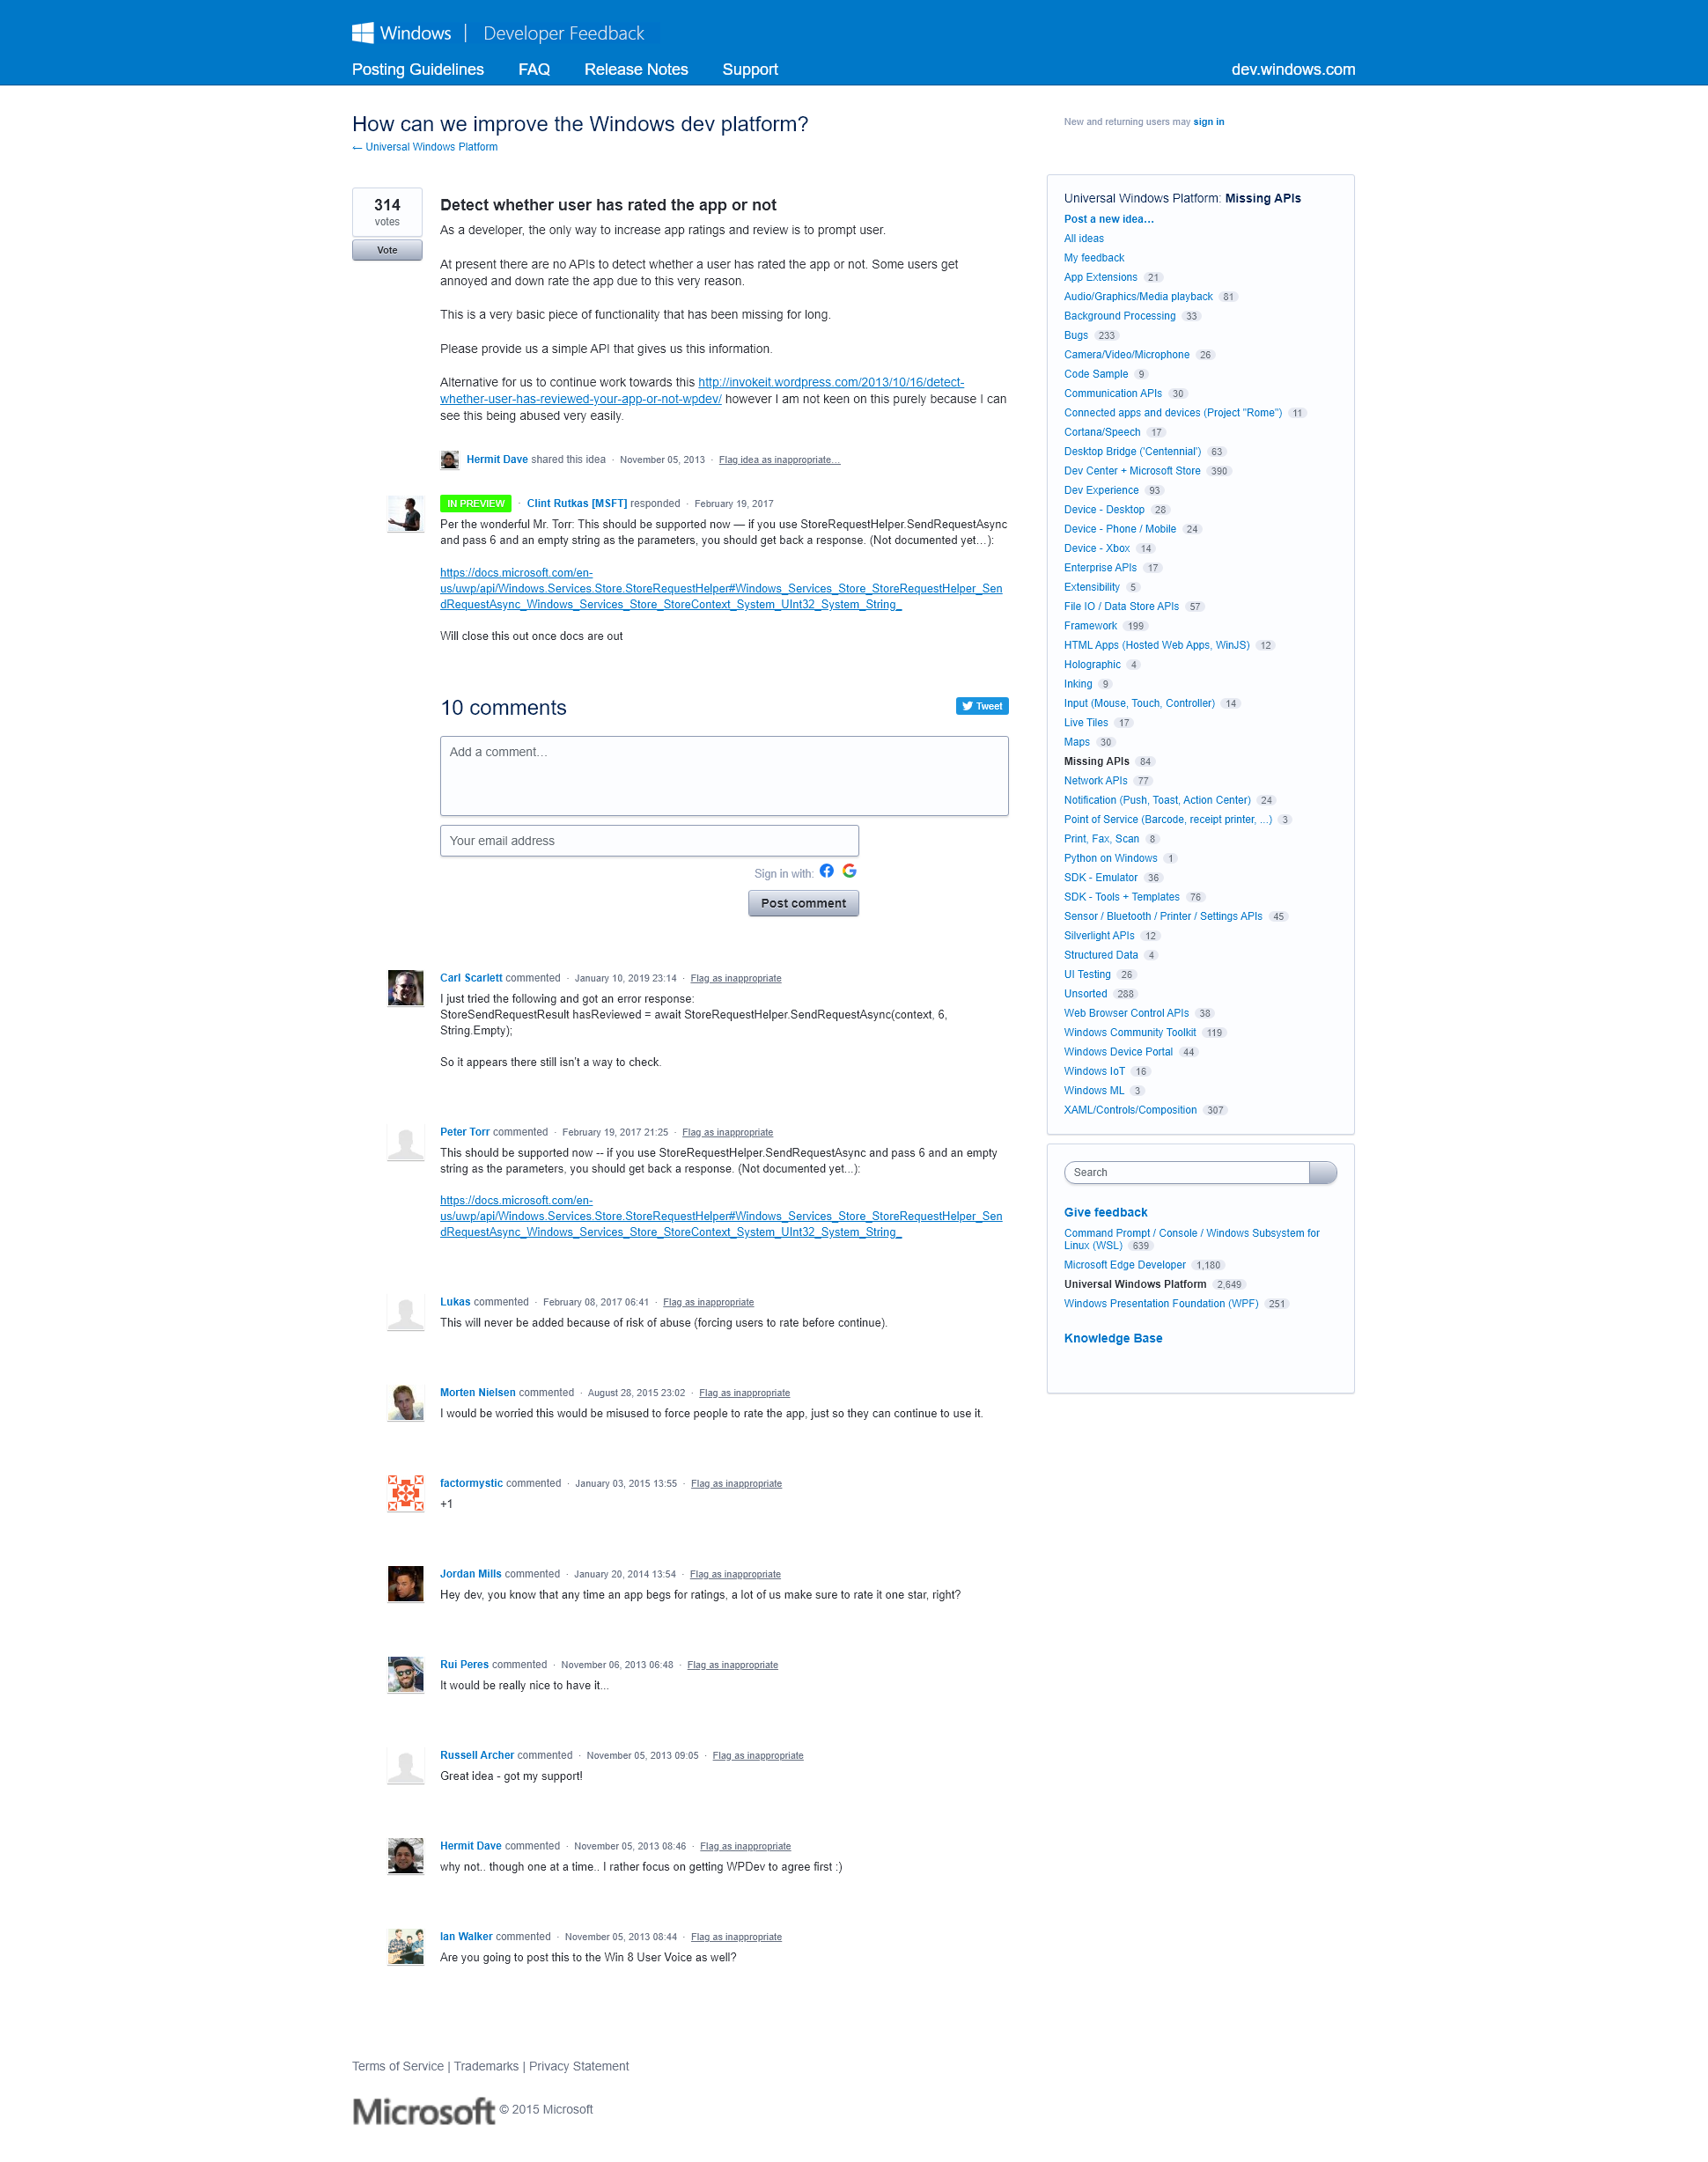 Windows | Developer Feedback
Posting Guidelines FAQ Release Notes Support dev.windows.com
How can we improve the Windows dev platform?
← Universal Windows Platform
New and returning users may sign in
314
votes
Vote
Detect whether user has rated the app or not
As a developer, the only way to increase app ratings and review is to prompt user.
At present there are no APIs to detect whether a user has rated the app or not. Some users get
annoyed and down rate the app due to this very reason.
This is a very basic piece of functionality that has been missing for long.
Please provide us a simple API that gives us this information.
Alternative for us to continue work towards this http://invokeit.wordpress.com/2013/10/16/detect-
whether-user-has-reviewed-your-app-or-not-wpdev/ however I am not keen on this purely because I can
see this being abused very easily.
Hermit Dave shared this idea · November 05, 2013 · Flag idea as inappropriate…
IN PREVIEW · Clint Rutkas [MSFT] responded · February 19, 2017
Per the wonderful Mr. Torr: This should be supported now — if you use StoreRequestHelper.SendRequestAsync
and pass 6 and an empty string as the parameters, you should get back a response. (Not documented yet…):
https://docs.microsoft.com/en-
us/uwp/api/Windows.Services.Store.StoreRequestHelper#Windows_Services_Store_StoreRequestHelper_Sen
dRequestAsync_Windows_Services_Store_StoreContext_System_UInt32_System_String_
Will close this out once docs are out
10 comments
Tweet
Add a comment…
Your email address
Sign in with:
Post comment
Carl Scarlett commented · January 10, 2019 23:14 · Flag as inappropriate
I just tried the following and got an error response:
StoreSendRequestResult hasReviewed = await StoreRequestHelper.SendRequestAsync(context, 6,
String.Empty);
So it appears there still isn't a way to check.
Peter Torr commented · February 19, 2017 21:25 · Flag as inappropriate
This should be supported now -- if you use StoreRequestHelper.SendRequestAsync and pass 6 and an empty
string as the parameters, you should get back a response. (Not documented yet...):
https://docs.microsoft.com/en-
us/uwp/api/Windows.Services.Store.StoreRequestHelper#Windows_Services_Store_StoreRequestHelper_Sen
dRequestAsync_Windows_Services_Store_StoreContext_System_UInt32_System_String_
Lukas commented · February 08, 2017 06:41 · Flag as inappropriate
This will never be added because of risk of abuse (forcing users to rate before continue).
Morten Nielsen commented · August 28, 2015 23:02 · Flag as inappropriate
I would be worried this would be misused to force people to rate the app, just so they can continue to use it.
factormystic commented · January 03, 2015 13:55 · Flag as inappropriate
+1
Jordan Mills commented · January 20, 2014 13:54 · Flag as inappropriate
Hey dev, you know that any time an app begs for ratings, a lot of us make sure to rate it one star, right?
Rui Peres commented · November 06, 2013 06:48 · Flag as inappropriate
It would be really nice to have it...
Russell Archer commented · November 05, 2013 09:05 · Flag as inappropriate
Great idea - got my support!
Hermit Dave commented · November 05, 2013 08:46 · Flag as inappropriate
why not.. though one at a time.. I rather focus on getting WPDev to agree first :)
Ian Walker commented · November 05, 2013 08:44 · Flag as inappropriate
Are you going to post this to the Win 8 User Voice as well?
Universal Windows Platform: Missing APIs
Post a new idea…
All ideas
My feedback
App Extensions 21
Audio/Graphics/Media playback 81
Background Processing 33
Bugs 233
Camera/Video/Microphone 26
Code Sample 9
Communication APIs 30
Connected apps and devices (Project "Rome") 11
Cortana/Speech 17
Desktop Bridge ('Centennial') 63
Dev Center + Microsoft Store 390
Dev Experience 93
Device - Desktop 28
Device - Phone / Mobile 24
Device - Xbox 14
Enterprise APIs 17
Extensibility 5
File IO / Data Store APIs 57
Framework 199
HTML Apps (Hosted Web Apps, WinJS) 12
Holographic 4
Inking 9
Input (Mouse, Touch, Controller) 14
Live Tiles 17
Maps 30
Missing APIs 84
Network APIs 77
Notification (Push, Toast, Action Center) 24
Point of Service (Barcode, receipt printer, ...) 3
Print, Fax, Scan 8
Python on Windows 1
SDK - Emulator 36
SDK - Tools + Templates 76
Sensor / Bluetooth / Printer / Settings APIs 45
Silverlight APIs 12
Structured Data 4
UI Testing 26
Unsorted 288
Web Browser Control APIs 38
Windows Community Toolkit 119
Windows Device Portal 44
Windows IoT 16
Windows ML 3
XAML/Controls/Composition 307
Search
Give feedback
Command Prompt / Console / Windows Subsystem for
Linux (WSL) 639
Microsoft Edge Developer 1,180
Universal Windows Platform 2,649
Windows Presentation Foundation (WPF) 251
Knowledge Base
Terms of Service | Trademarks | Privacy Statement
Microsoft © 2015 Microsoft